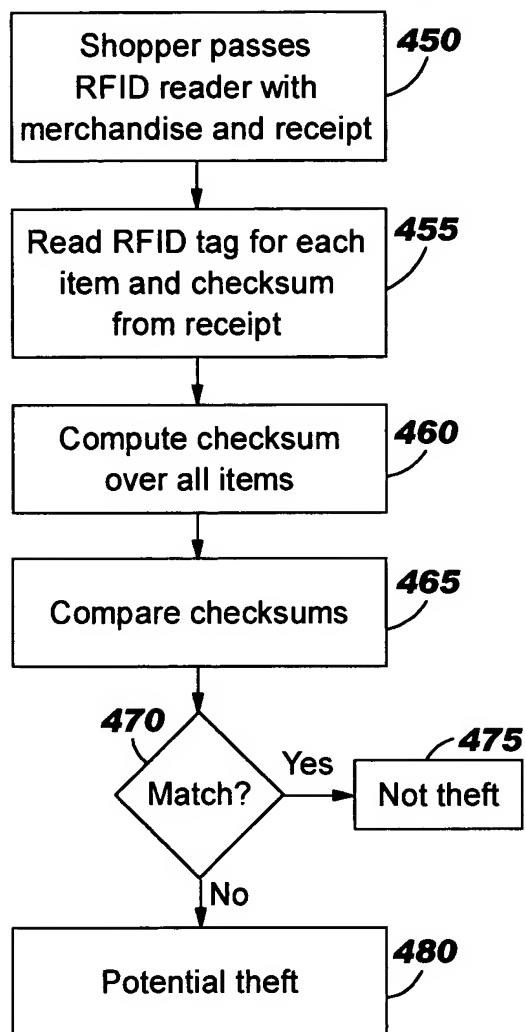 Shopper passes
RFID reader with
merchandise and receipt
450
Read RFID tag for each
item and checksum
from receipt
455
Compute checksum
over all items
460
Compare checksums
465
470
Match?
Yes
475
Not theft
No
Potential theft
480